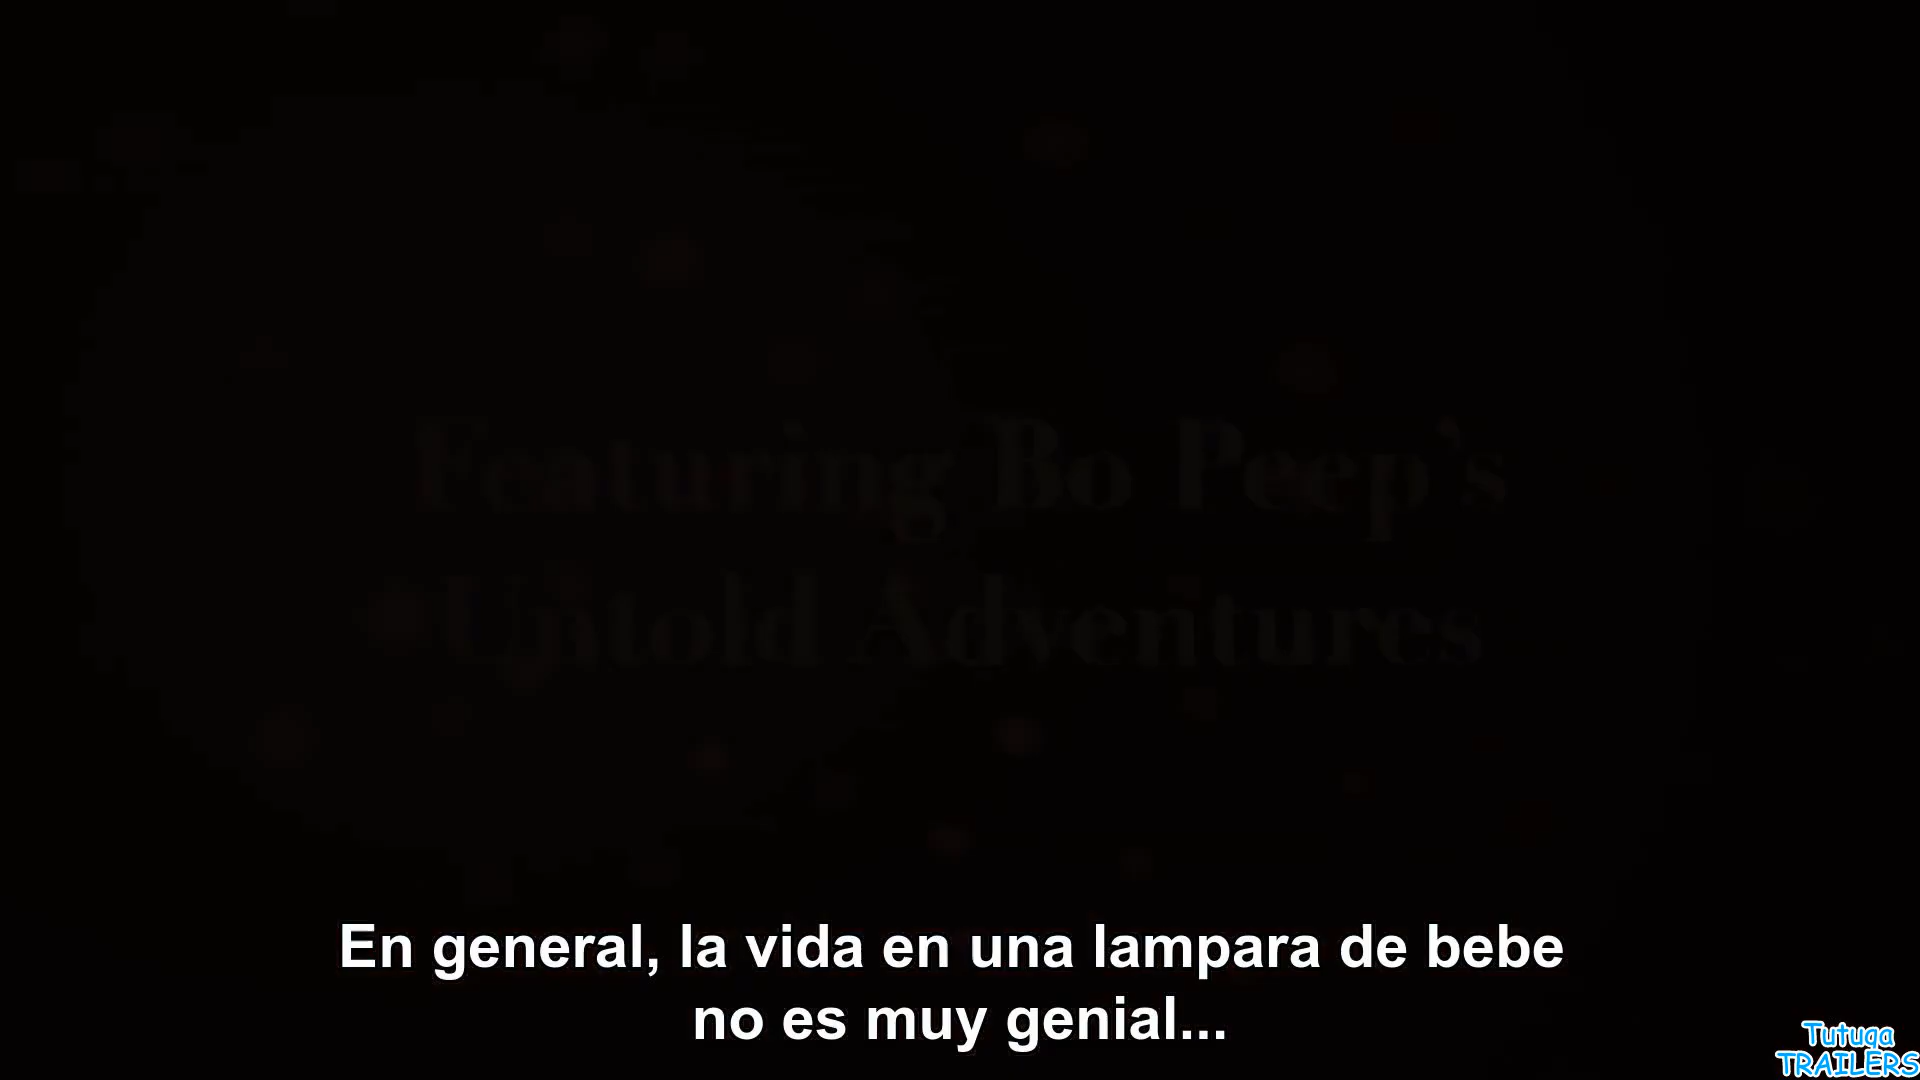 Featuring Bo Peep's
Untold Adventures
En general, la vida en una lampara de bebe
no es muy genial...
Tutuga
TRAILERS